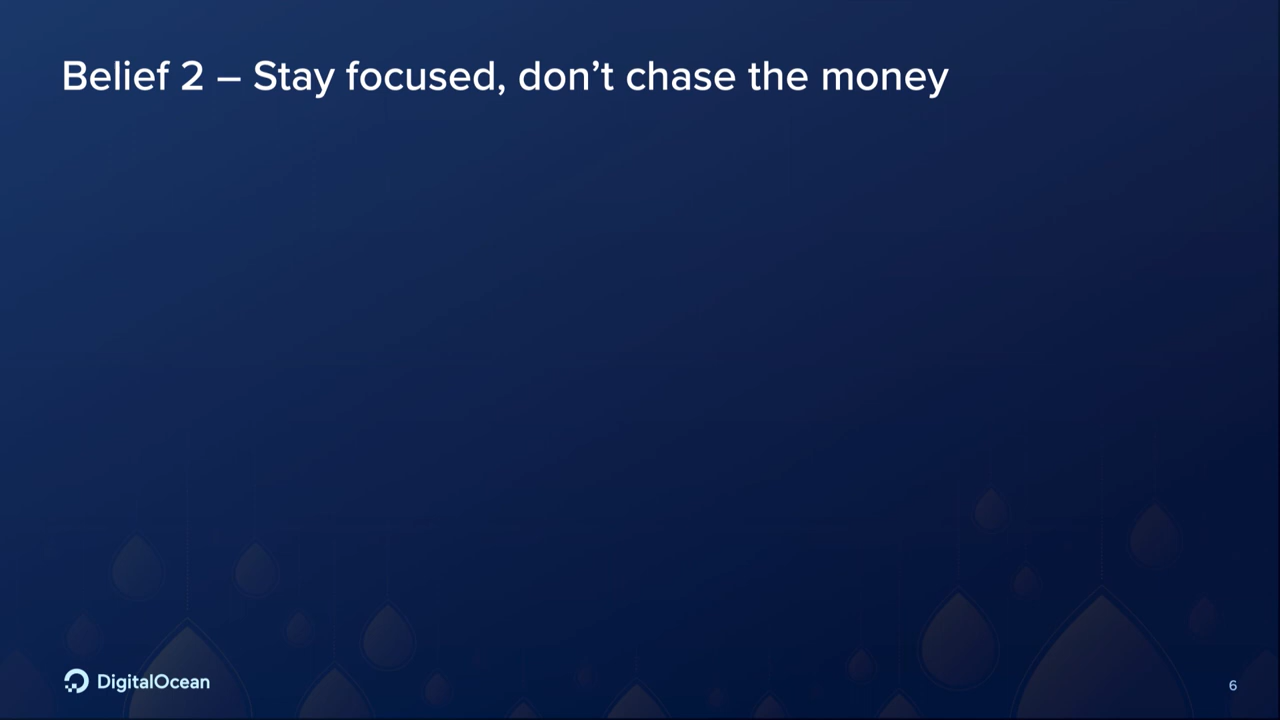 Belief 2 – Stay focused, don’t chase the money
DigitalOcean
6